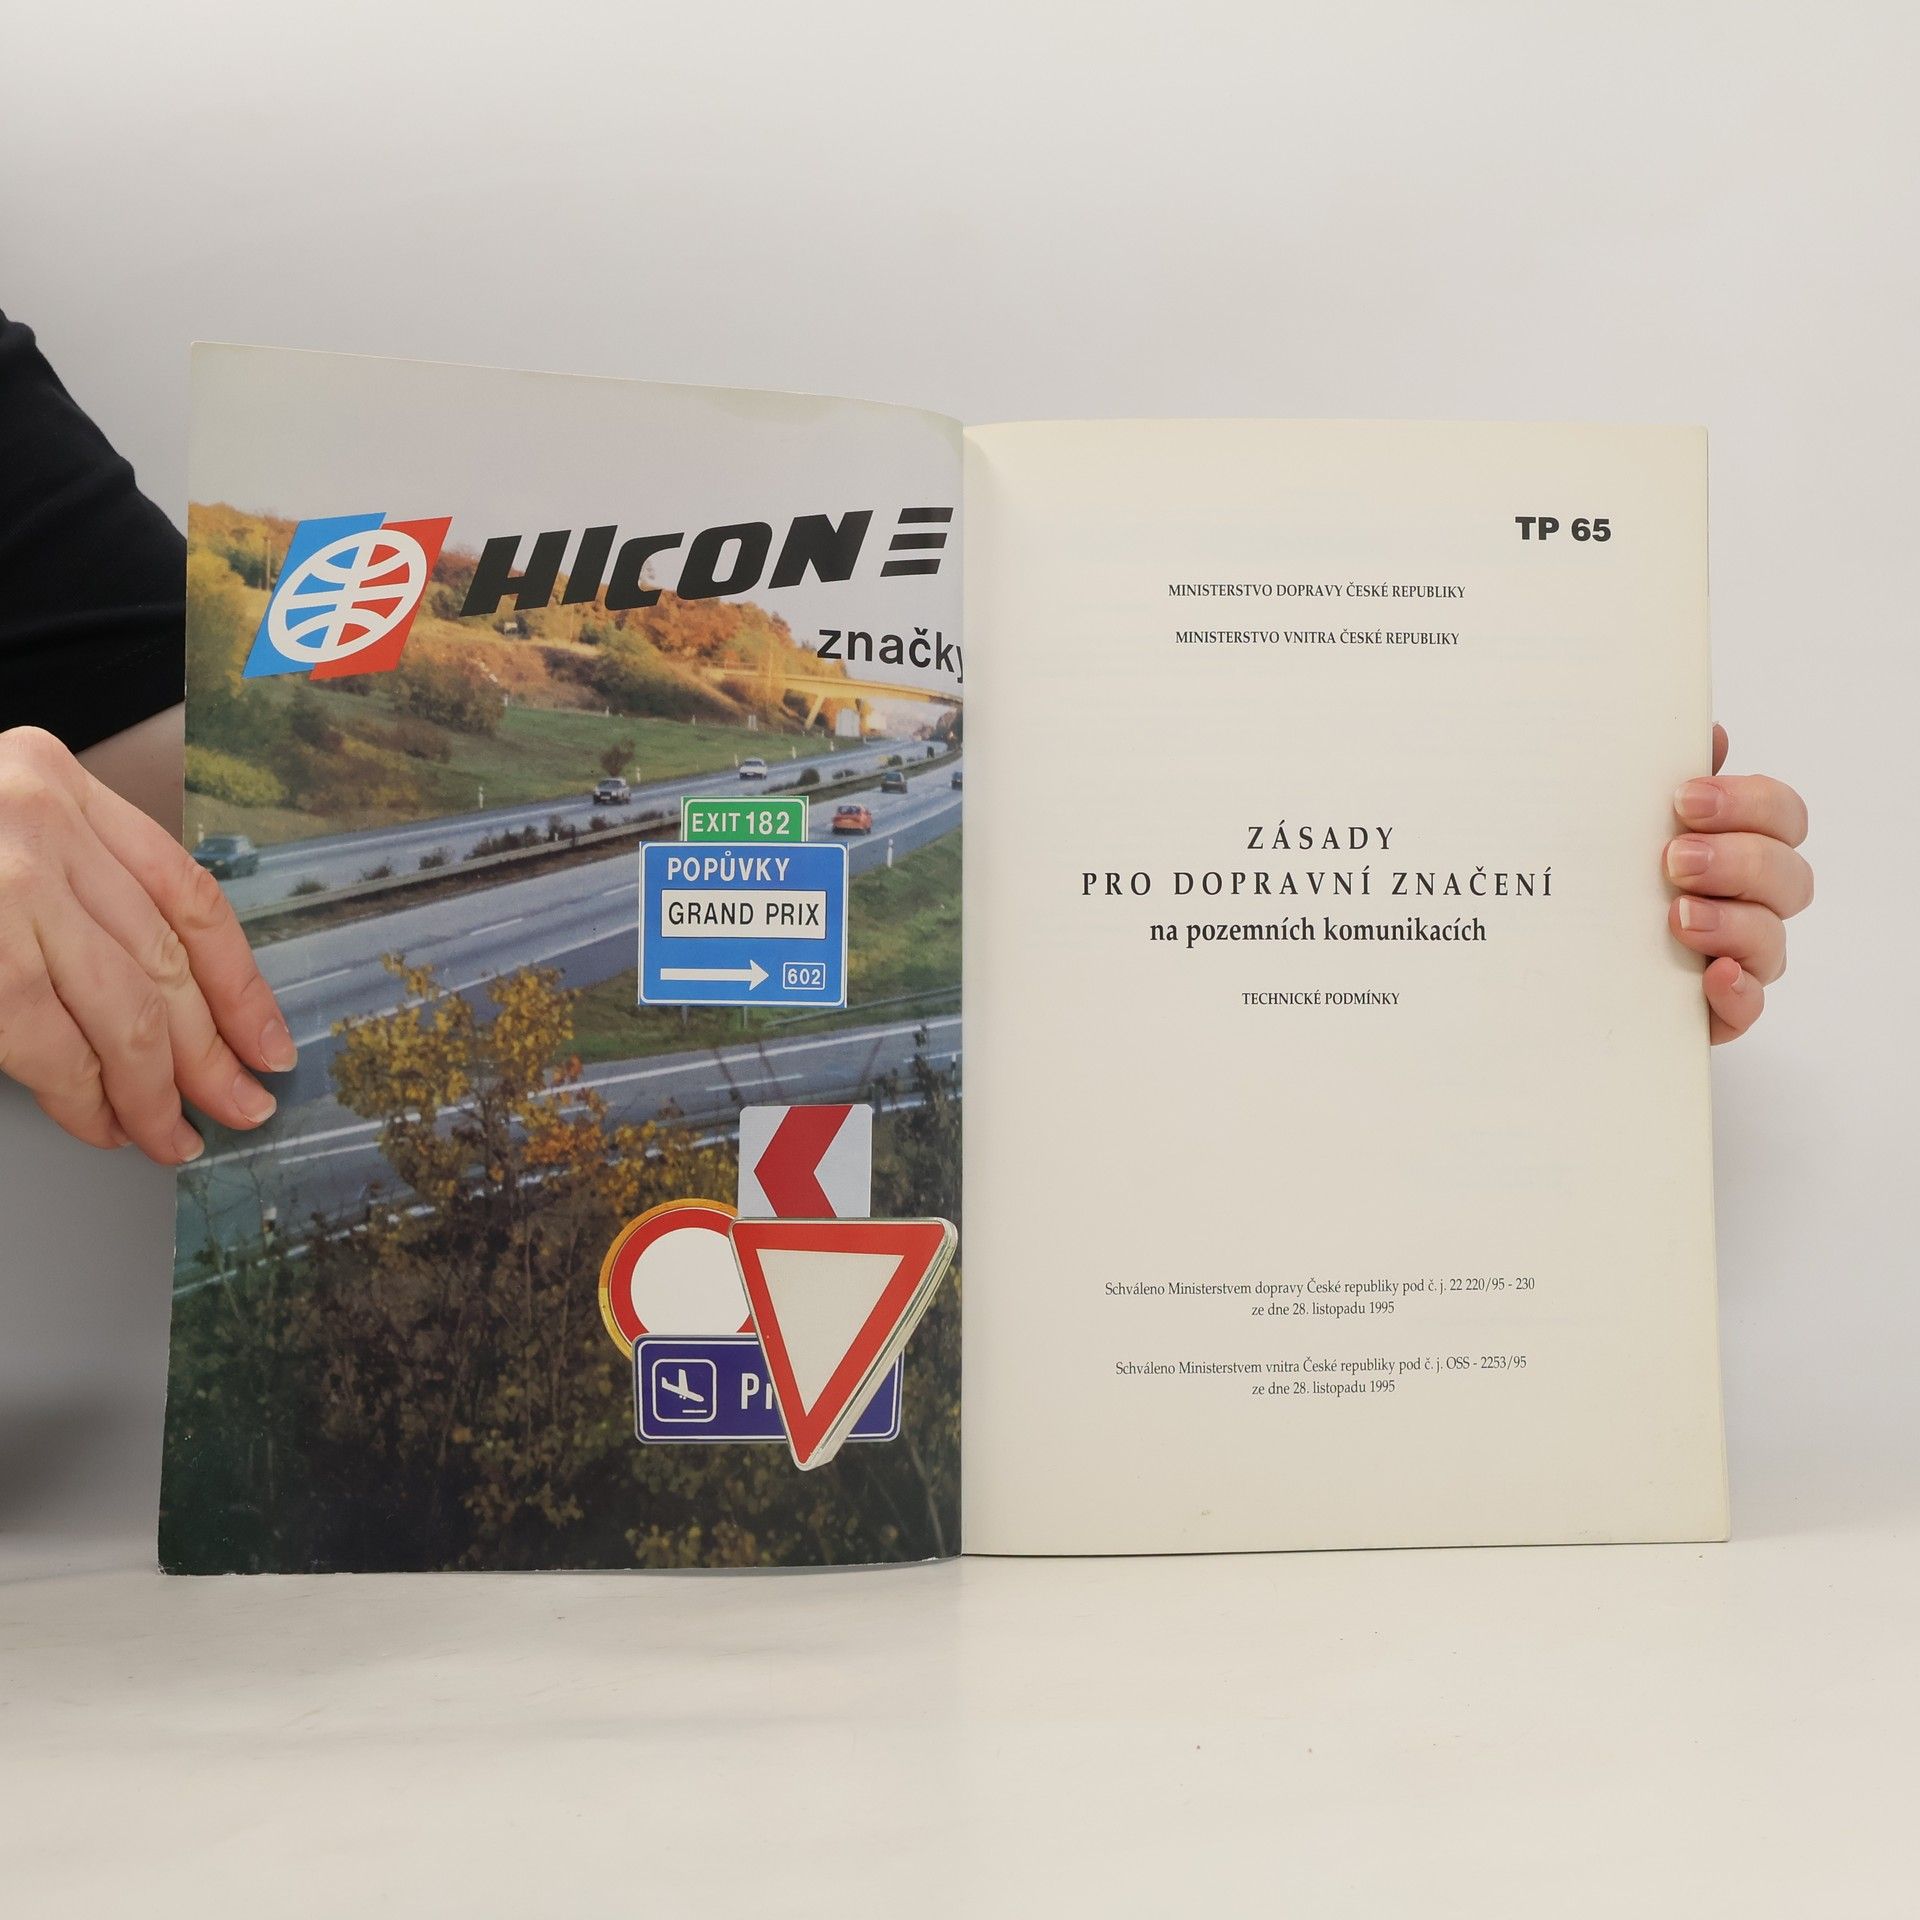 HICON
značky
EXIT 182
POPŮVKY
GRAND PRIX
602
TP 65
MINISTERSTVO DOPRAVY ČESKÉ REPUBLIKY
MINISTERSTVO VNITRA ČESKÉ REPUBLIKY
ZÁSADY
PRO DOPRAVNÍ ZNAČENÍ
na pozemních komunikacích
TECHNICKÉ PODMÍNKY
Schváleno Ministerstvem dopravy České republiky pod č. j. 22 220/95 - 230
ze dne 28. listopadu 1995
Schváleno Ministerstvem vnitra České republiky pod č. j. OSS - 2253/95
ze dne 28. listopadu 1995